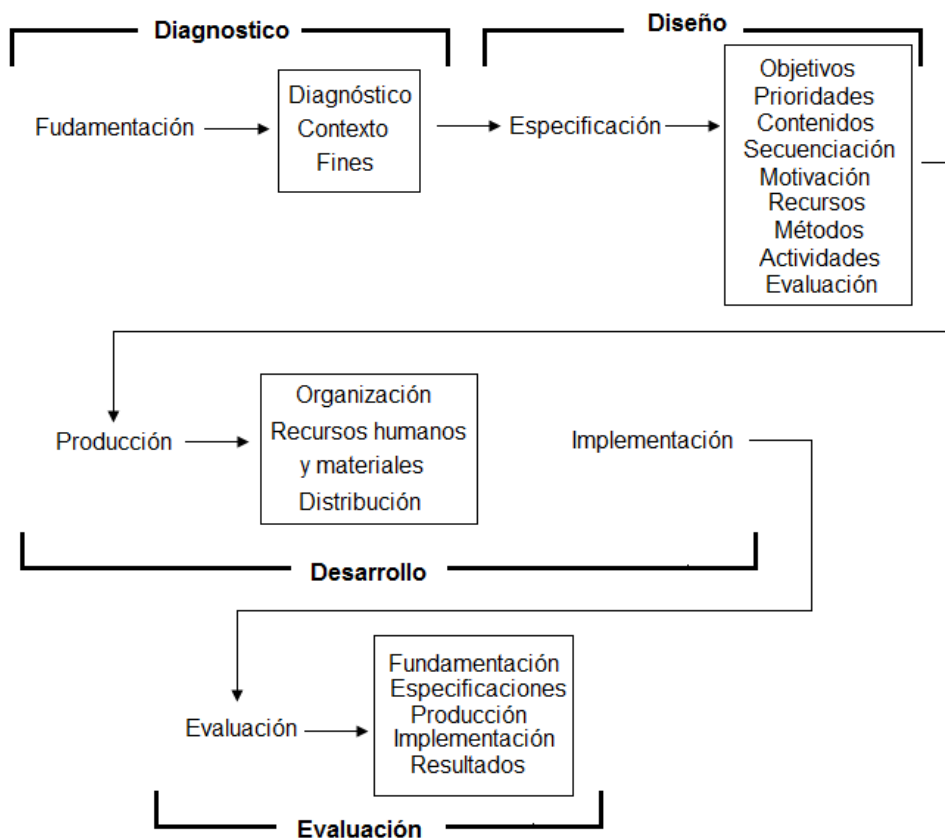 Diagnostico
Fudamentación
Diagnóstico
Contexto
Fines
Diseño
Especificación
Objetivos
Prioridades
Contenidos
Secuenciación
Motivación
Recursos
Métodos
Actividades
Evaluación
Producción
Organización
Recursos humanos
y materiales
Distribución
Implementación
Desarrollo
Evaluación
Fundamentación
Especificaciones
Producción
Implementación
Resultados
Evaluación